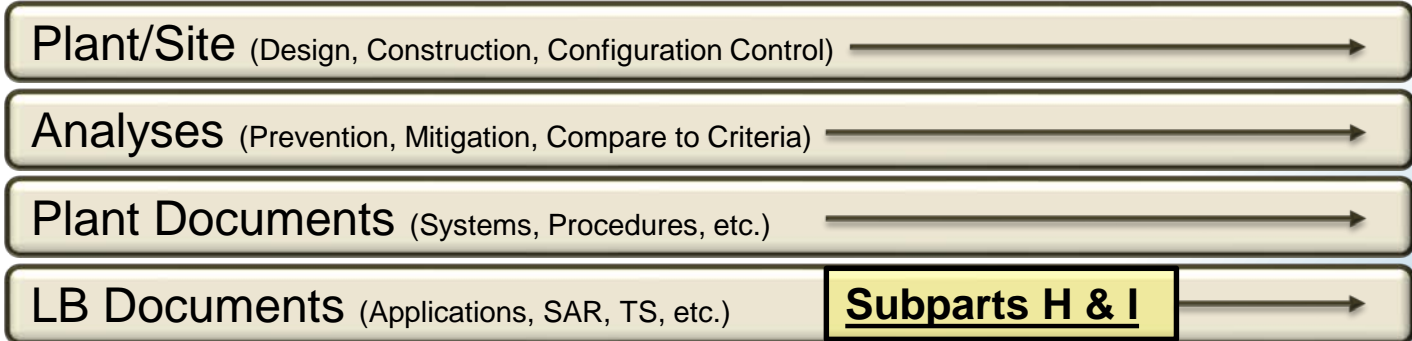 Plant/Site (Design, Construction, Configuration Control)
Analyses (Prevention, Mitigation, Compare to Criteria)
Plant Documents (Systems, Procedures, etc.)
LB Documents (Applications, SAR, TS, etc.) Subparts H & I